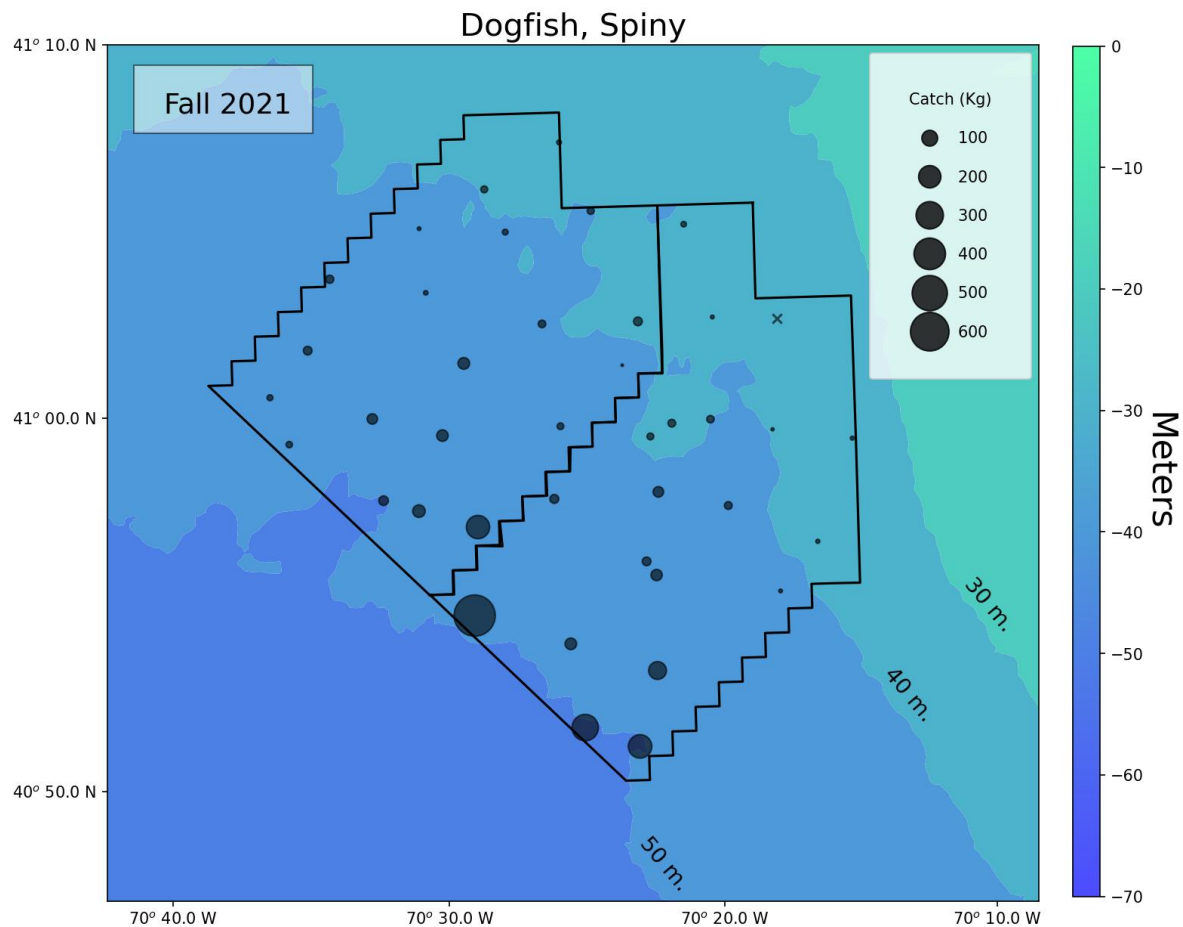 Dogfish, Spiny
41° 10.0 N
41° 00.0 N
40° 50.0 N
Fall 2021
Catch (Kg)
100
200
300
400
500
600
30 m.
40 m.
50 m.
70° 40.0 W
70° 30.0 W
70° 20.0 W
70° 10.0 W
0
−10
−20
−30
−40
−50
−60
−70
Meters